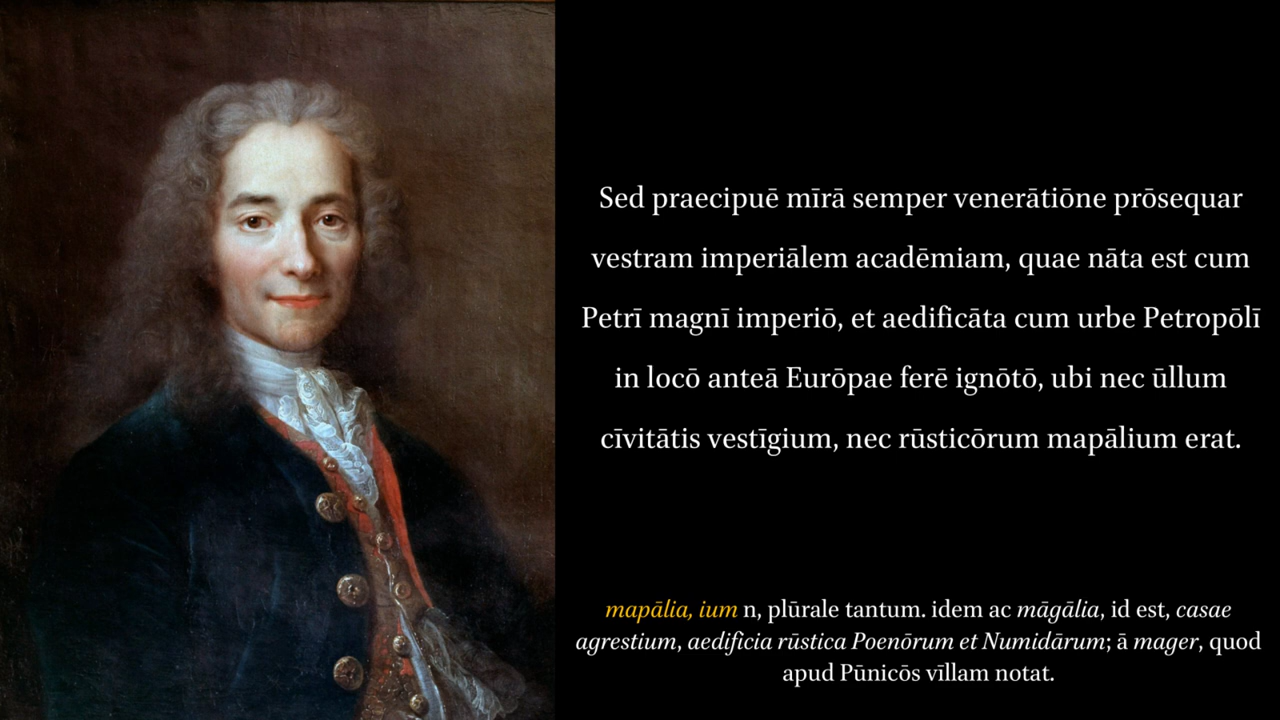 Sed praecipuē mīrā semper venerātiōne prōsequar
vestram imperiālem acadēmiam, quae nāta est cum
Petrī magnī imperiō, et aedificāta cum urbe Petropōlī
in locō anteā Eurōpae ferē ignōtō, ubi nec ūllum
cīvitātis vestīgium, nec rūsticōrum mapālium erat.
mapālia, ium n, plūrale tantum. idem ac māgālia, id est, casae
agrestium, aedificia rūstica Poenōrum et Numidārum; ā mager, quod
apud Pūnicōs vīllam notat.